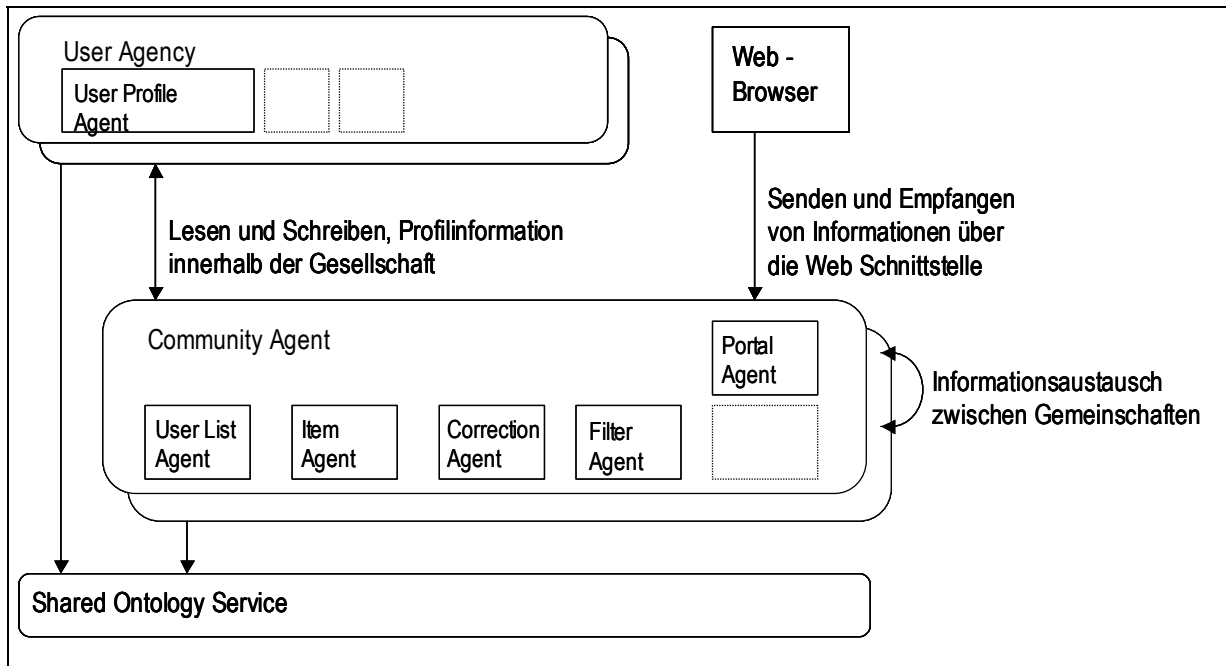 User Agency
User Profile
Agent
Web -
Browser
Lesen und Schreiben, Profilinformation
innerhalb der Gesellschaft
Senden und Empfangen
von Informationen über
die Web Schnittstelle
Community Agent
Portal
Agent
User List
Agent
Item
Agent
Correction
Agent
Filter
Agent
Informationsaustausch
zwischen Gemeinschaften
Shared Ontology Service